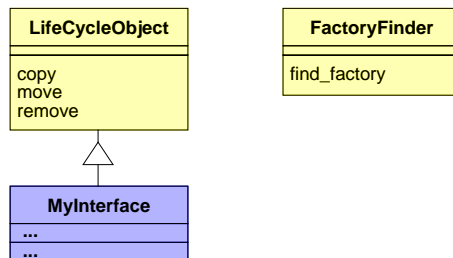 LifeCycleObject
copy
move
remove
FactoryFinder
find_factory
MyInterface
...
...